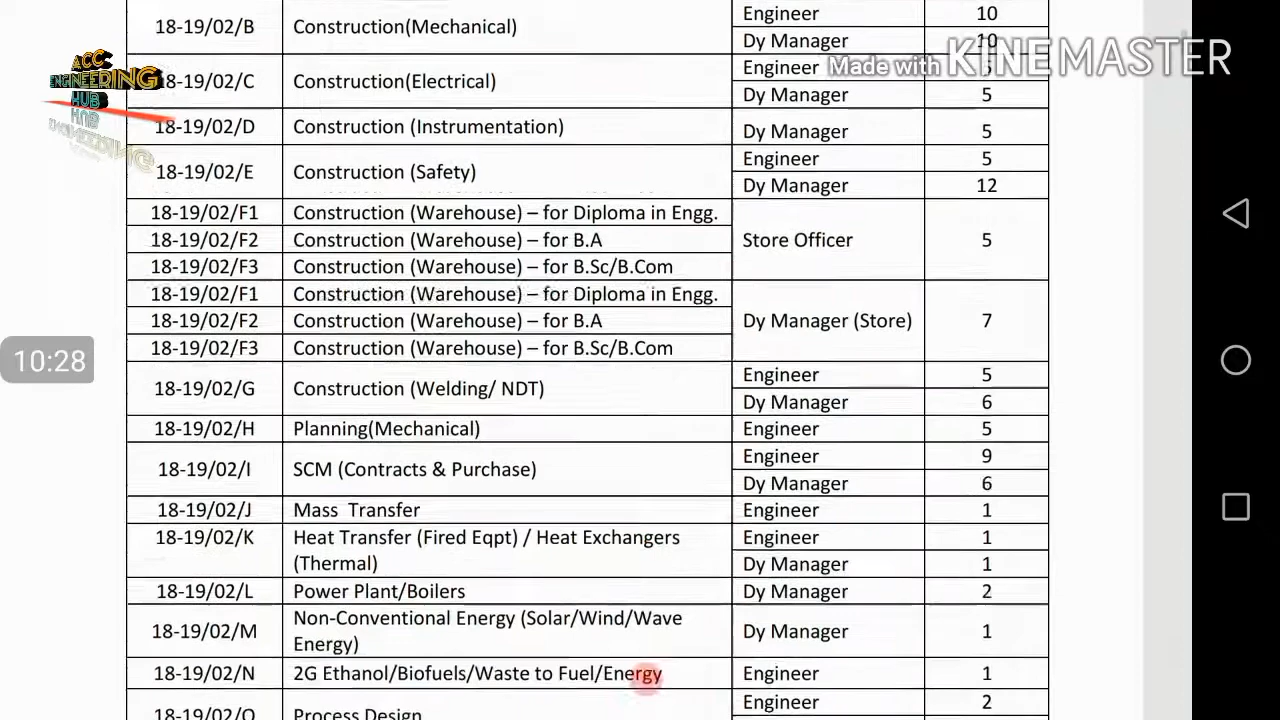 18-19/02/B Construction(Mechanical) Engineer 10
Dy Manager 10
Made with KINEMASTER
ACC
ENGINEERING
HUB
18-19/02/C Construction(Electrical) Engineer 5
Dy Manager 5
18-19/02/D Construction (Instrumentation) Dy Manager 5
18-19/02/E Construction (Safety) Engineer 5
Dy Manager 12
18-19/02/F1 Construction (Warehouse) – for Diploma in Engg.
18-19/02/F2 Construction (Warehouse) – for B.A Store Officer 5
18-19/02/F3 Construction (Warehouse) – for B.Sc/B.Com
18-19/02/F1 Construction (Warehouse) – for Diploma in Engg.
18-19/02/F2 Construction (Warehouse) – for B.A Dy Manager (Store) 7
18-19/02/F3 Construction (Warehouse) – for B.Sc/B.Com
10:28
18-19/02/G Construction (Welding/ NDT) Engineer 5
Dy Manager 6
18-19/02/H Planning(Mechanical) Engineer 5
18-19/02/I SCM (Contracts & Purchase) Engineer 9
Dy Manager 6
18-19/02/J Mass Transfer Engineer 1
18-19/02/K Heat Transfer (Fired Eqpt) / Heat Exchangers Engineer 1
(Thermal) Dy Manager 1
18-19/02/L Power Plant/Boilers Dy Manager 2
18-19/02/M Non-Conventional Energy (Solar/Wind/Wave Dy Manager 1
Energy)
18-19/02/N 2G Ethanol/Biofuels/Waste to Fuel/Energy Engineer 1
18-19/02/O Process Design Engineer 2